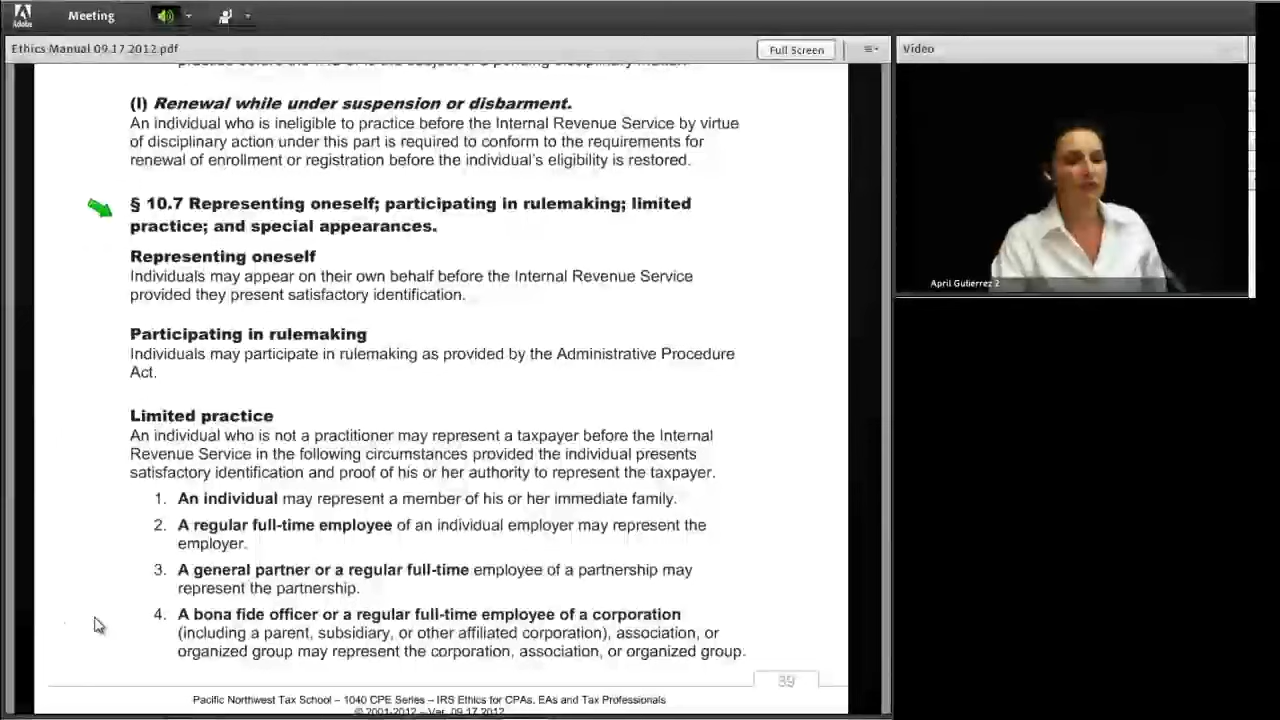 Adobe
Meeting
Ethics Manual 09.17.2012.pdf
Full Screen
Video
(l) Renewal while under suspension or disbarment.
An individual who is ineligible to practice before the Internal Revenue Service by virtue
of disciplinary action under this part is required to conform to the requirements for
renewal of enrollment or registration before the individual's eligibility is restored.
§ 10.7 Representing oneself; participating in rulemaking; limited
practice; and special appearances.
Representing oneself
Individuals may appear on their own behalf before the Internal Revenue Service
provided they present satisfactory identification.
Participating in rulemaking
Individuals may participate in rulemaking as provided by the Administrative Procedure
Act.
Limited practice
An individual who is not a practitioner may represent a taxpayer before the Internal
Revenue Service in the following circumstances provided the individual presents
satisfactory identification and proof of his or her authority to represent the taxpayer.
1. An individual may represent a member of his or her immediate family.
2. A regular full-time employee of an individual employer may represent the
employer.
3. A general partner or a regular full-time employee of a partnership may
represent the partnership.
4. A bona fide officer or a regular full-time employee of a corporation
(including a parent, subsidiary, or other affiliated corporation), association, or
organized group may represent the corporation, association, or organized group.
39
Pacific Northwest Tax School – 1040 CPE Series – IRS Ethics for CPAs, EAs and Tax Professionals
© 2001-2012 – Ver. 09.17.2012
April Gutierrez 2